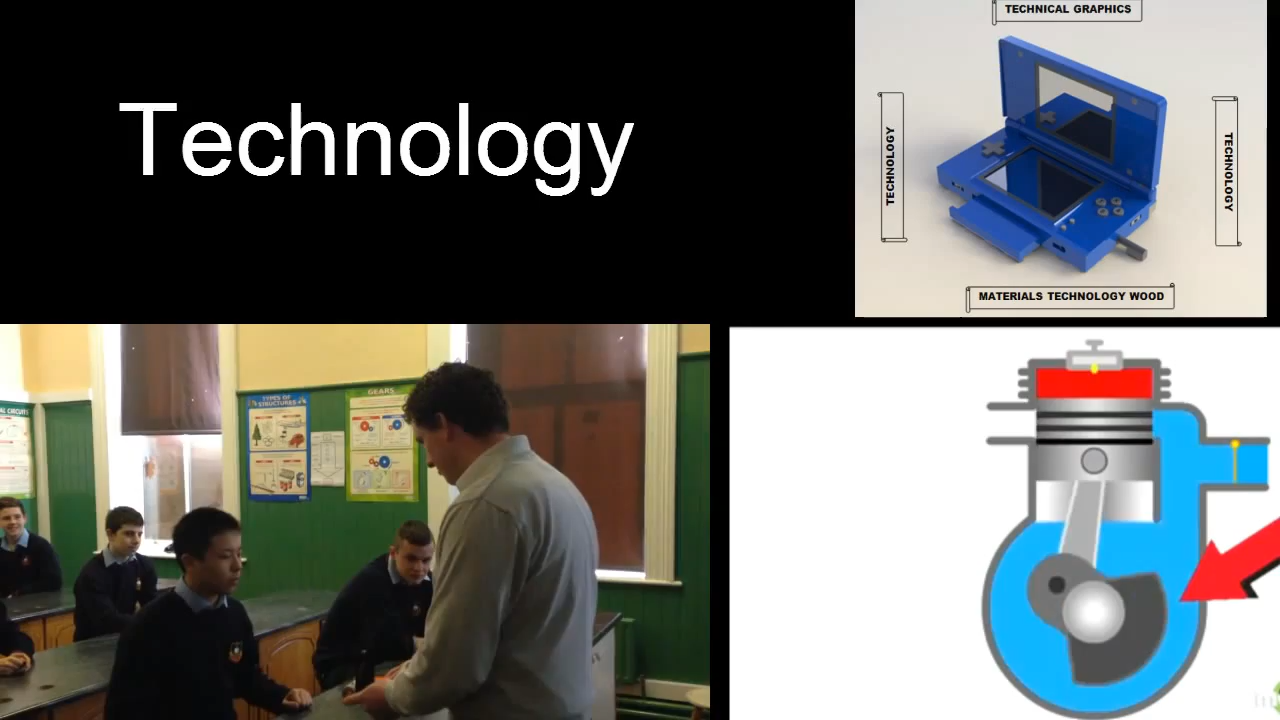 Technology
TECHNICAL GRAPHICS
TECHNOLOGY
TECHNOLOGY
MATERIALS TECHNOLOGY WOOD
TYPES OF
STRUCTURES
GEARS